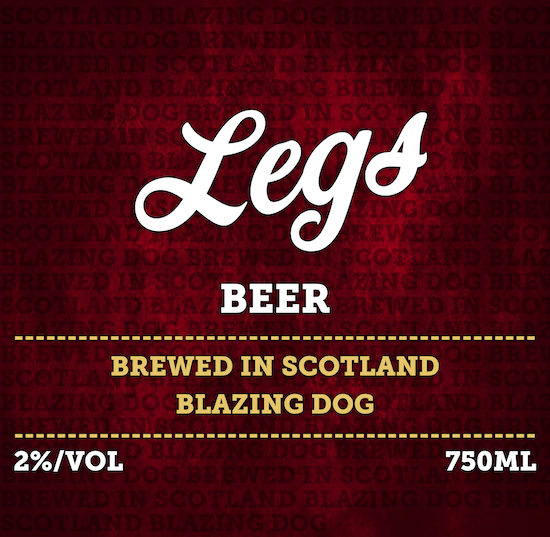 Legs
BEER
BREWED IN SCOTLAND
BLAZING DOG
2%/VOL
750ML